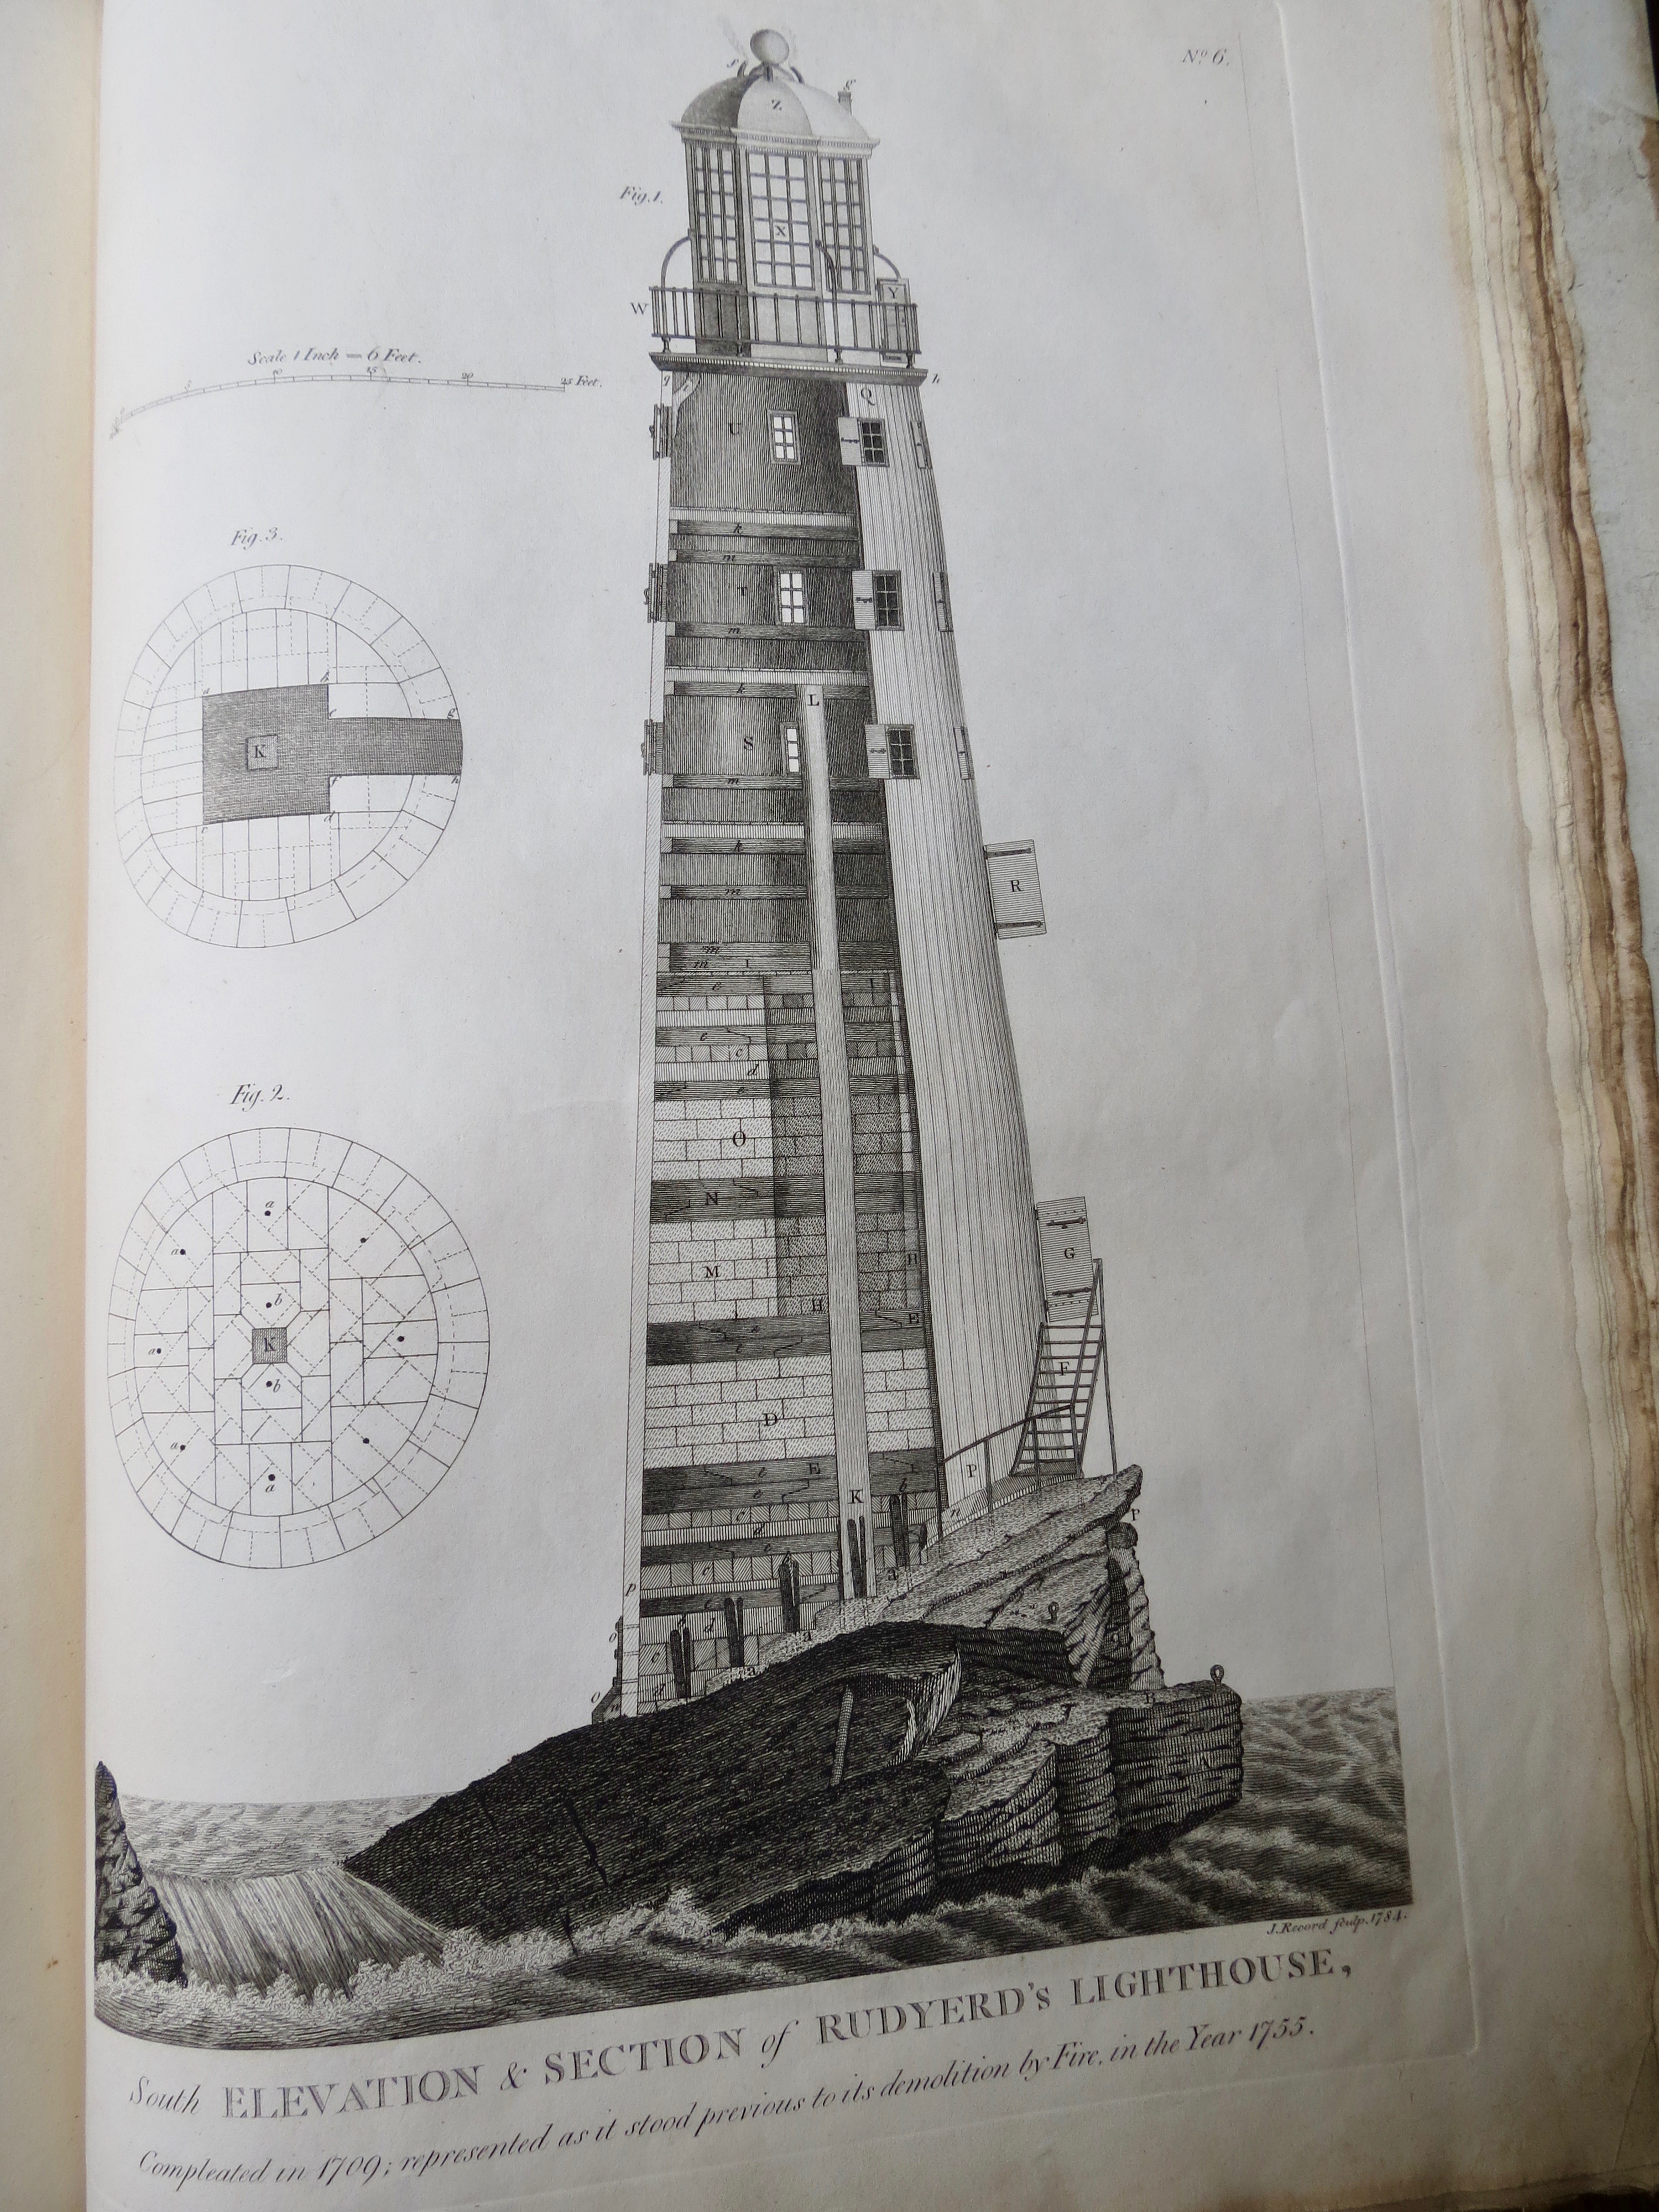 Nº 6.
Fig. 1.
Scale 1 Inch = 6 Feet.
5 10 15 20 25 Feet.
Fig. 3.
Fig. 2.
Z
g
X
Y
W
q
h
Q
U
k
m
T
m
k
L
S
m
k
m
R
m
m I
e I
e
c
d
e
O
N
M H
G
H
E
F
D
e E
e
K
P
c
d
n
P
p
o
B
a b
K
g
h
c d
a
a
b
K
a
b
a
a
J. Record sculp. 1784.
South ELEVATION & SECTION of RUDYERD'S LIGHTHOUSE,
Compleated in 1709; represented as it stood previous to its demolition by Fire, in the Year 1755.